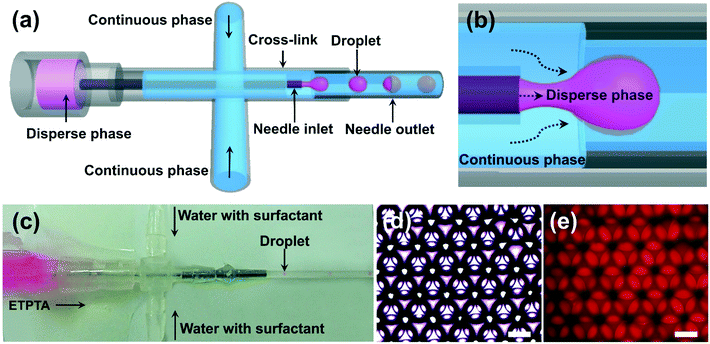 (a)
Continuous phase
Cross-link
Droplet
Disperse phase
Needle inlet
Needle outlet
Continuous phase
(b)
Disperse phase
Continuous phase
(c)
Water with surfactant
Droplet
ETPTA
Water with surfactant
(d)
(e)